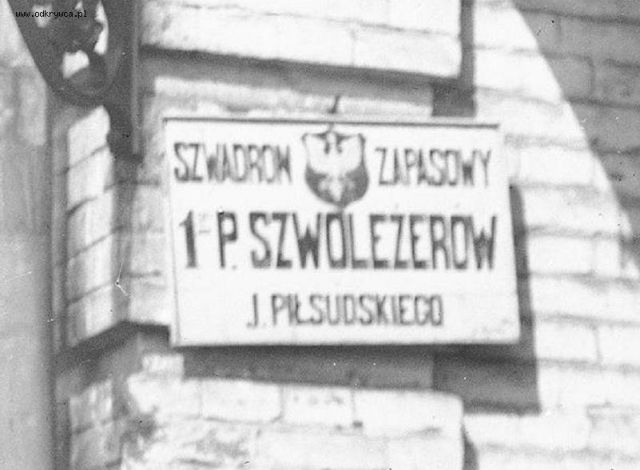 www.odkrywca.pl
SZWADRON ZAPASOWY
1-P. SZWOLEŻERÓW
J. PIŁSUDSKIEGO